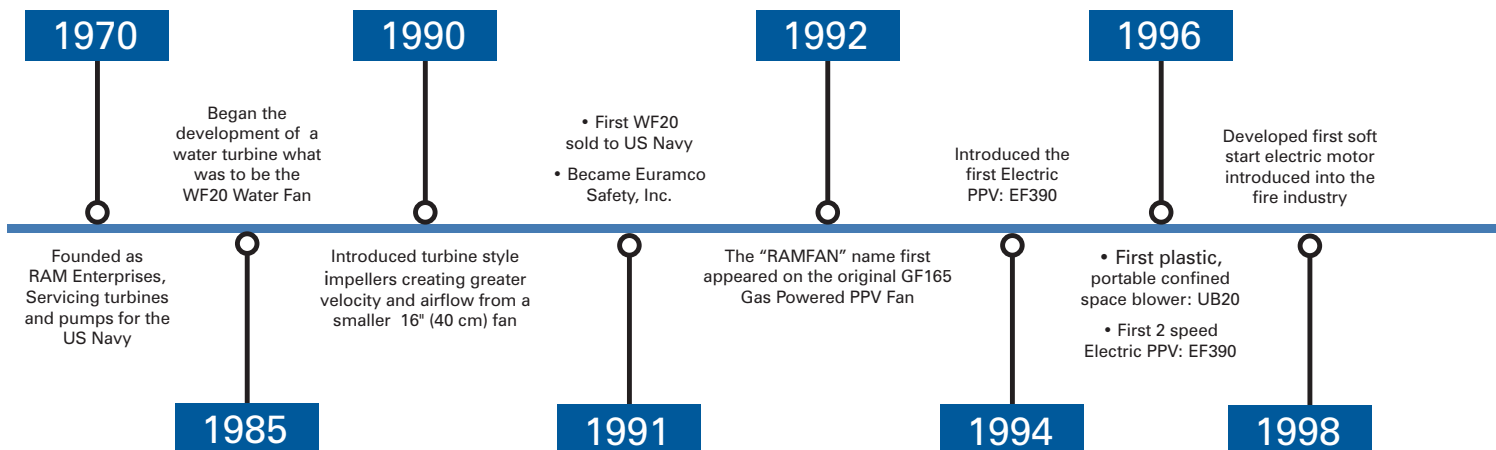 1970
Founded as
RAM Enterprises,
Servicing turbines
and pumps for the
US Navy
Began the
development of a
water turbine what
was to be the
WF20 Water Fan
1985
1990
Introduced turbine style
impellers creating greater
velocity and airflow from a
smaller 16" (40 cm) fan
• First WF20
sold to US Navy
• Became Euramco
Safety, Inc.
1991
1992
The “RAMFAN” name first
appeared on the original GF165
Gas Powered PPV Fan
Introduced the
first Electric
PPV: EF390
1994
1996
• First plastic,
portable confined
space blower: UB20
• First 2 speed
Electric PPV: EF390
Developed first soft
start electric motor
introduced into the
fire industry
1998